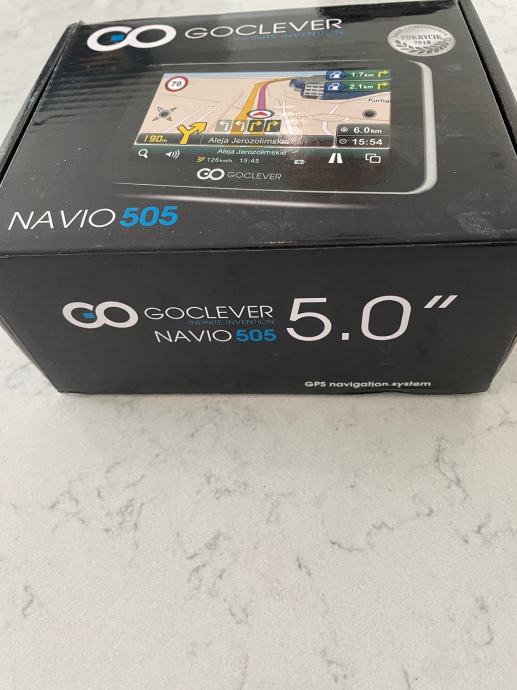 GOCLEVER
INFINITE INVENTION
ODKRYCIE
2010
70
1.7km
2.1km
Kurha
6.0km
190m
Aleja Jerozolimskie
15:54
Aleja Jerozolimskie
126km/h 15:45
GO GOCLEVER
NAVIO 505
GOCLEVER
INFINITE INVENTION
NAVIO 505
5.0"
GPS navigation system